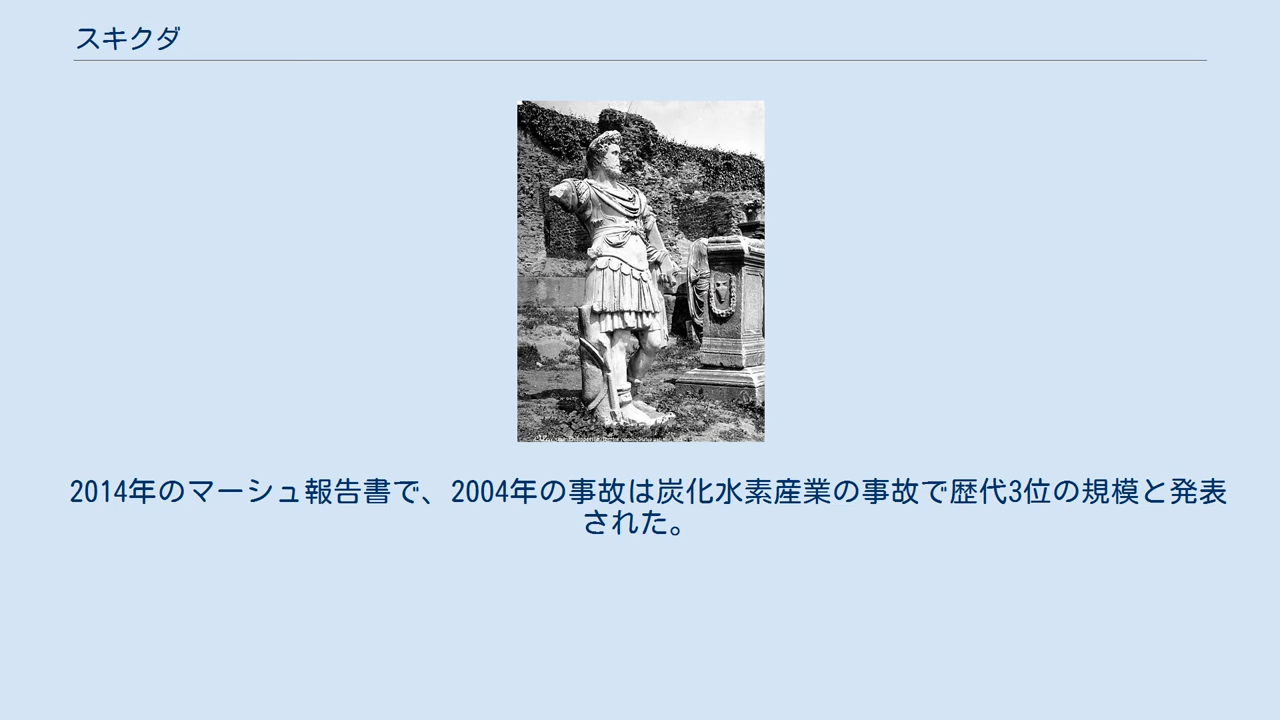 スキクダ
2014年のマーシュ報告書で、2004年の事故は炭化水素産業の事故で歴代3位の規模と発表
された。